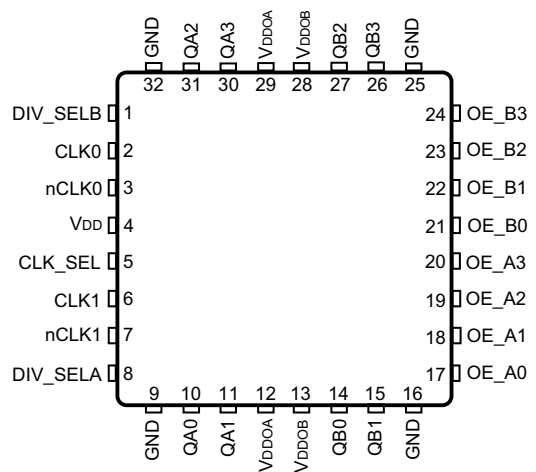 GND QA2 QA3 VDDOA VDDOB QB2 QB3 GND
32 31 30 29 28 27 26 25
DIV_SELB 1 24 OE_B3
CLK0 2 23 OE_B2
nCLK0 3 22 OE_B1
VDD 4 21 OE_B0
CLK_SEL 5 20 OE_A3
CLK1 6 19 OE_A2
nCLK1 7 18 OE_A1
DIV_SELA 8 17 OE_A0
9 10 11 12 13 14 15 16
GND QA0 QA1 VDDOA VDDOB QB0 QB1 GND